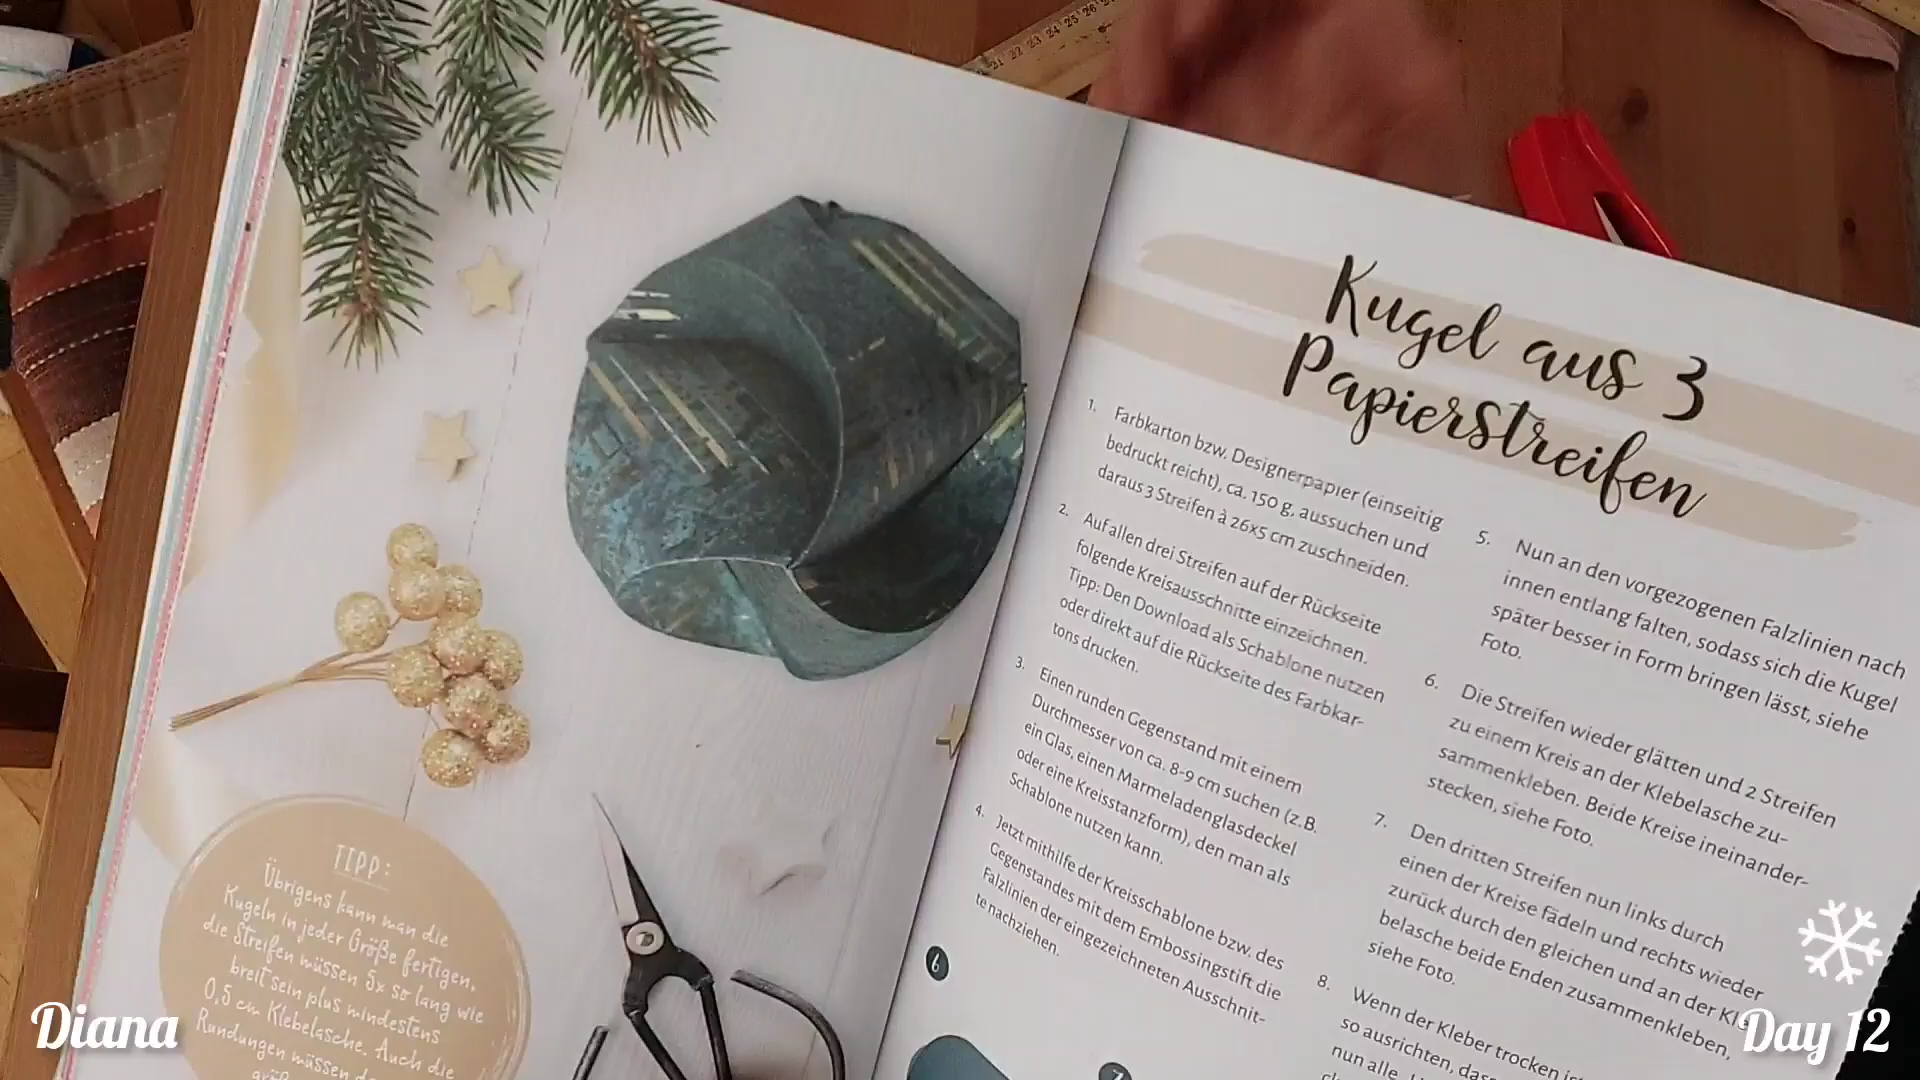 Kugel aus 3
Papierstreifen
1. Farbkarton bzw. Designerpapier (einseitig
bedruckt reicht), ca. 150 g, aussuchen und
daraus 3 Streifen à 26x5 cm zuschneiden.
2. Auf allen drei Streifen auf der Rückseite
folgende Kreisausschnitte einzeichnen.
Tipp: Den Download als Schablone nutzen
oder direkt auf die Rückseite des Farbkar-
tons drucken.
3. Einen runden Gegenstand mit einem
Durchmesser von ca. 8-9 cm suchen (z.B.
ein Glas, einen Marmeladenglasdeckel
oder eine Kreisstanzform), den man als
Schablone nutzen kann.
4. Jetzt mithilfe der Kreisschablone bzw. des
Gegenstandes mit dem Embossingstift die
Falzlinien der eingezeichneten Ausschnit-
te nachziehen.
5. Nun an den vorgezogenen Falzlinien nach
innen entlang falten, sodass sich die Kugel
später besser in Form bringen lässt, siehe
Foto.
6. Die Streifen wieder glätten und 2 Streifen
zu einem Kreis an der Klebelasche zu-
sammenkleben. Beide Kreise ineinander-
stecken, siehe Foto.
7. Den dritten Streifen nun links durch
einen der Kreise fädeln und rechts wieder
zurück durch den gleichen und an der Kle
belasche beide Enden zusammenkleben,
siehe Foto.
8. Wenn der Kleber trocken
so ausrichten,
nun alle
TIPP:
Übrigens kann man die
Kugeln in jeder Größe fertigen,
die Streifen müssen 5x so lang wie
breit sein plus mindestens
0,5 cm Klebelasche. Auch die
Rundungen müssen
6
7
21 22 23 24 25 26
Diana
Day 12